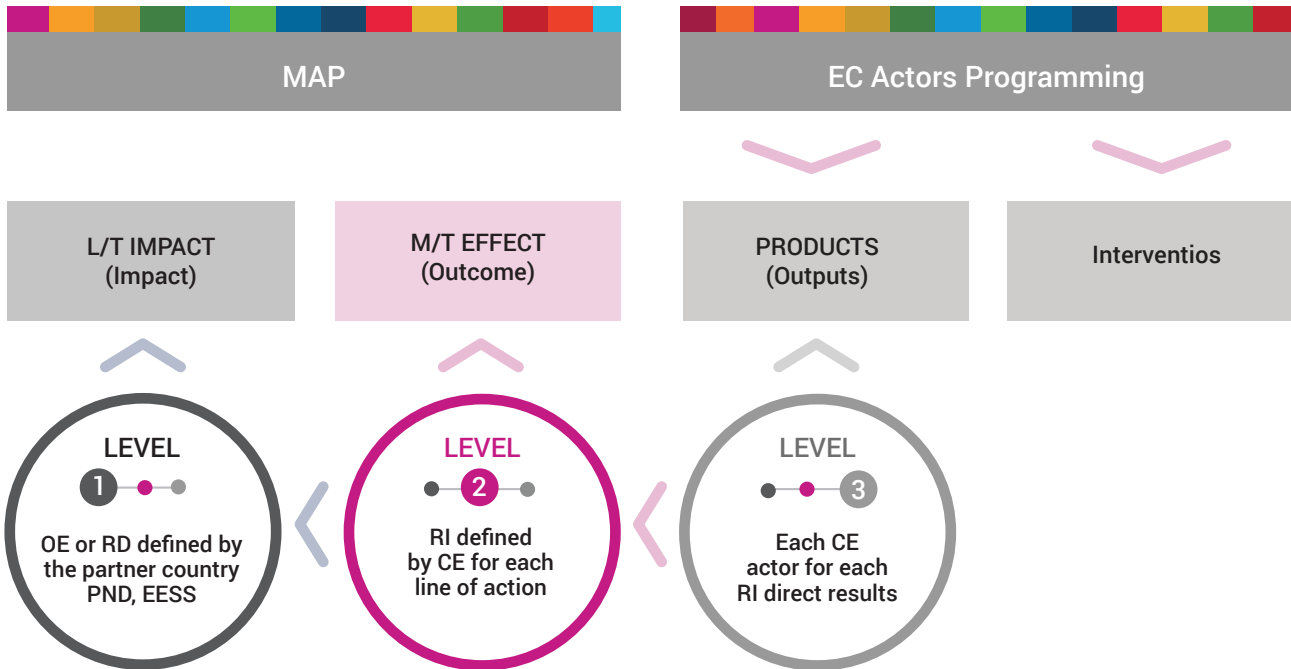 MAP
EC Actors Programming
L/T IMPACT
(Impact)
M/T EFFECT
(Outcome)
PRODUCTS
(Outputs)
Interventios
LEVEL
1
OE or RD defined by
the partner country
PND, EESS
LEVEL
2
RI defined
by CE for each
line of action
LEVEL
3
Each CE
actor for each
RI direct results